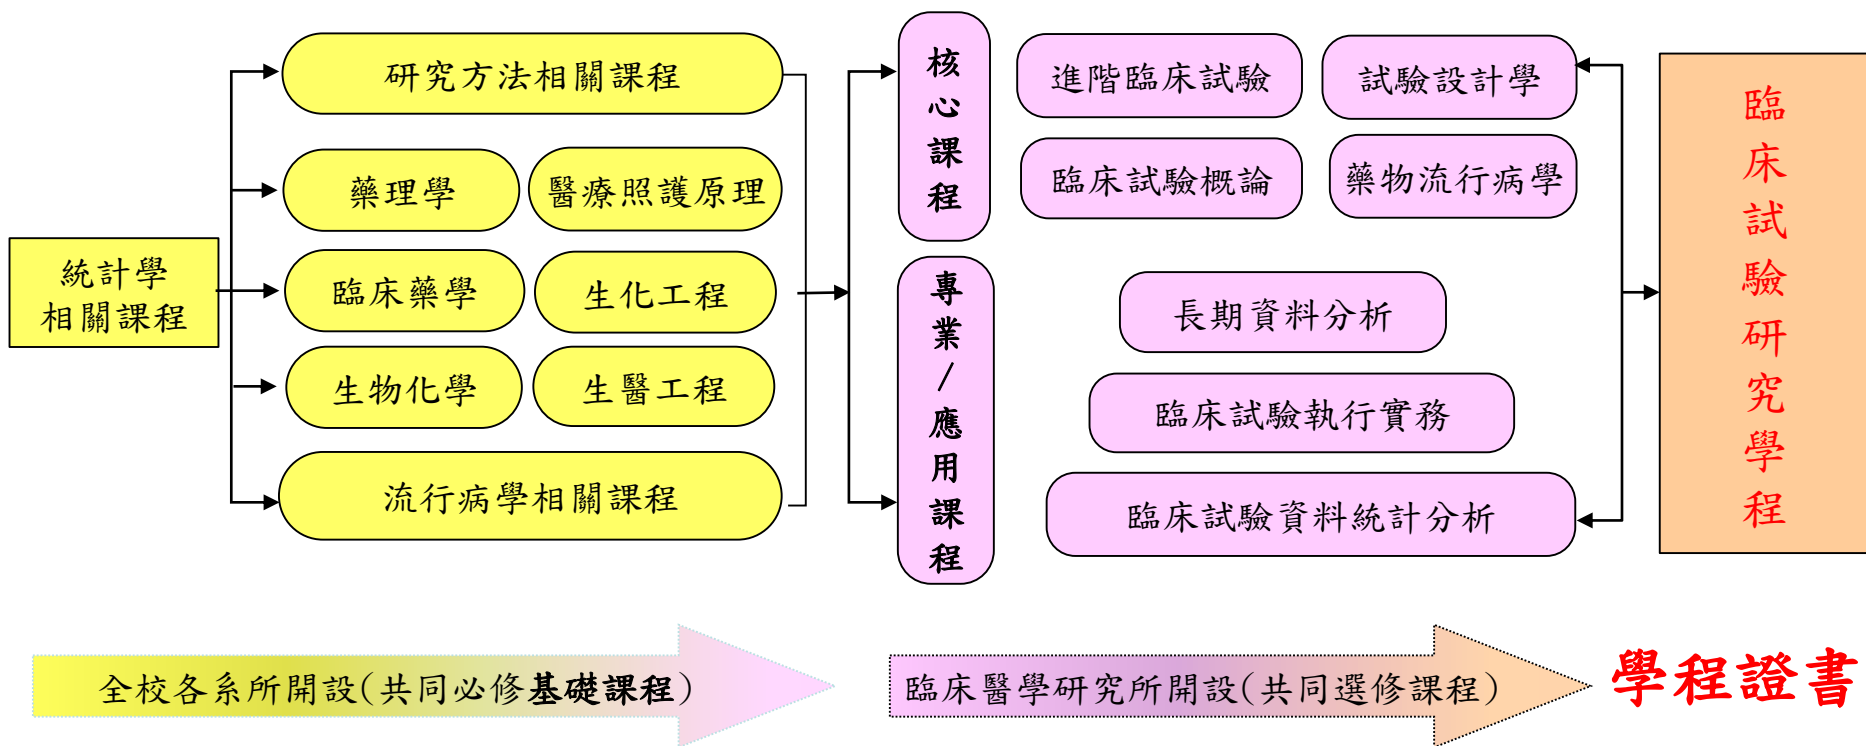 統計學
相關課程
研究方法相關課程
藥理學
醫療照護原理
臨床藥學
生化工程
生物化學
生醫工程
流行病學相關課程
核心課程
進階臨床試驗
試驗設計學
臨床試驗概論
藥物流行病學
專業/應用課程
長期資料分析
臨床試驗執行實務
臨床試驗資料統計分析
臨床試驗研究學程
全校各系所開設(共同必修基礎課程)
臨床醫學研究所開設(共同選修課程)
學程證書